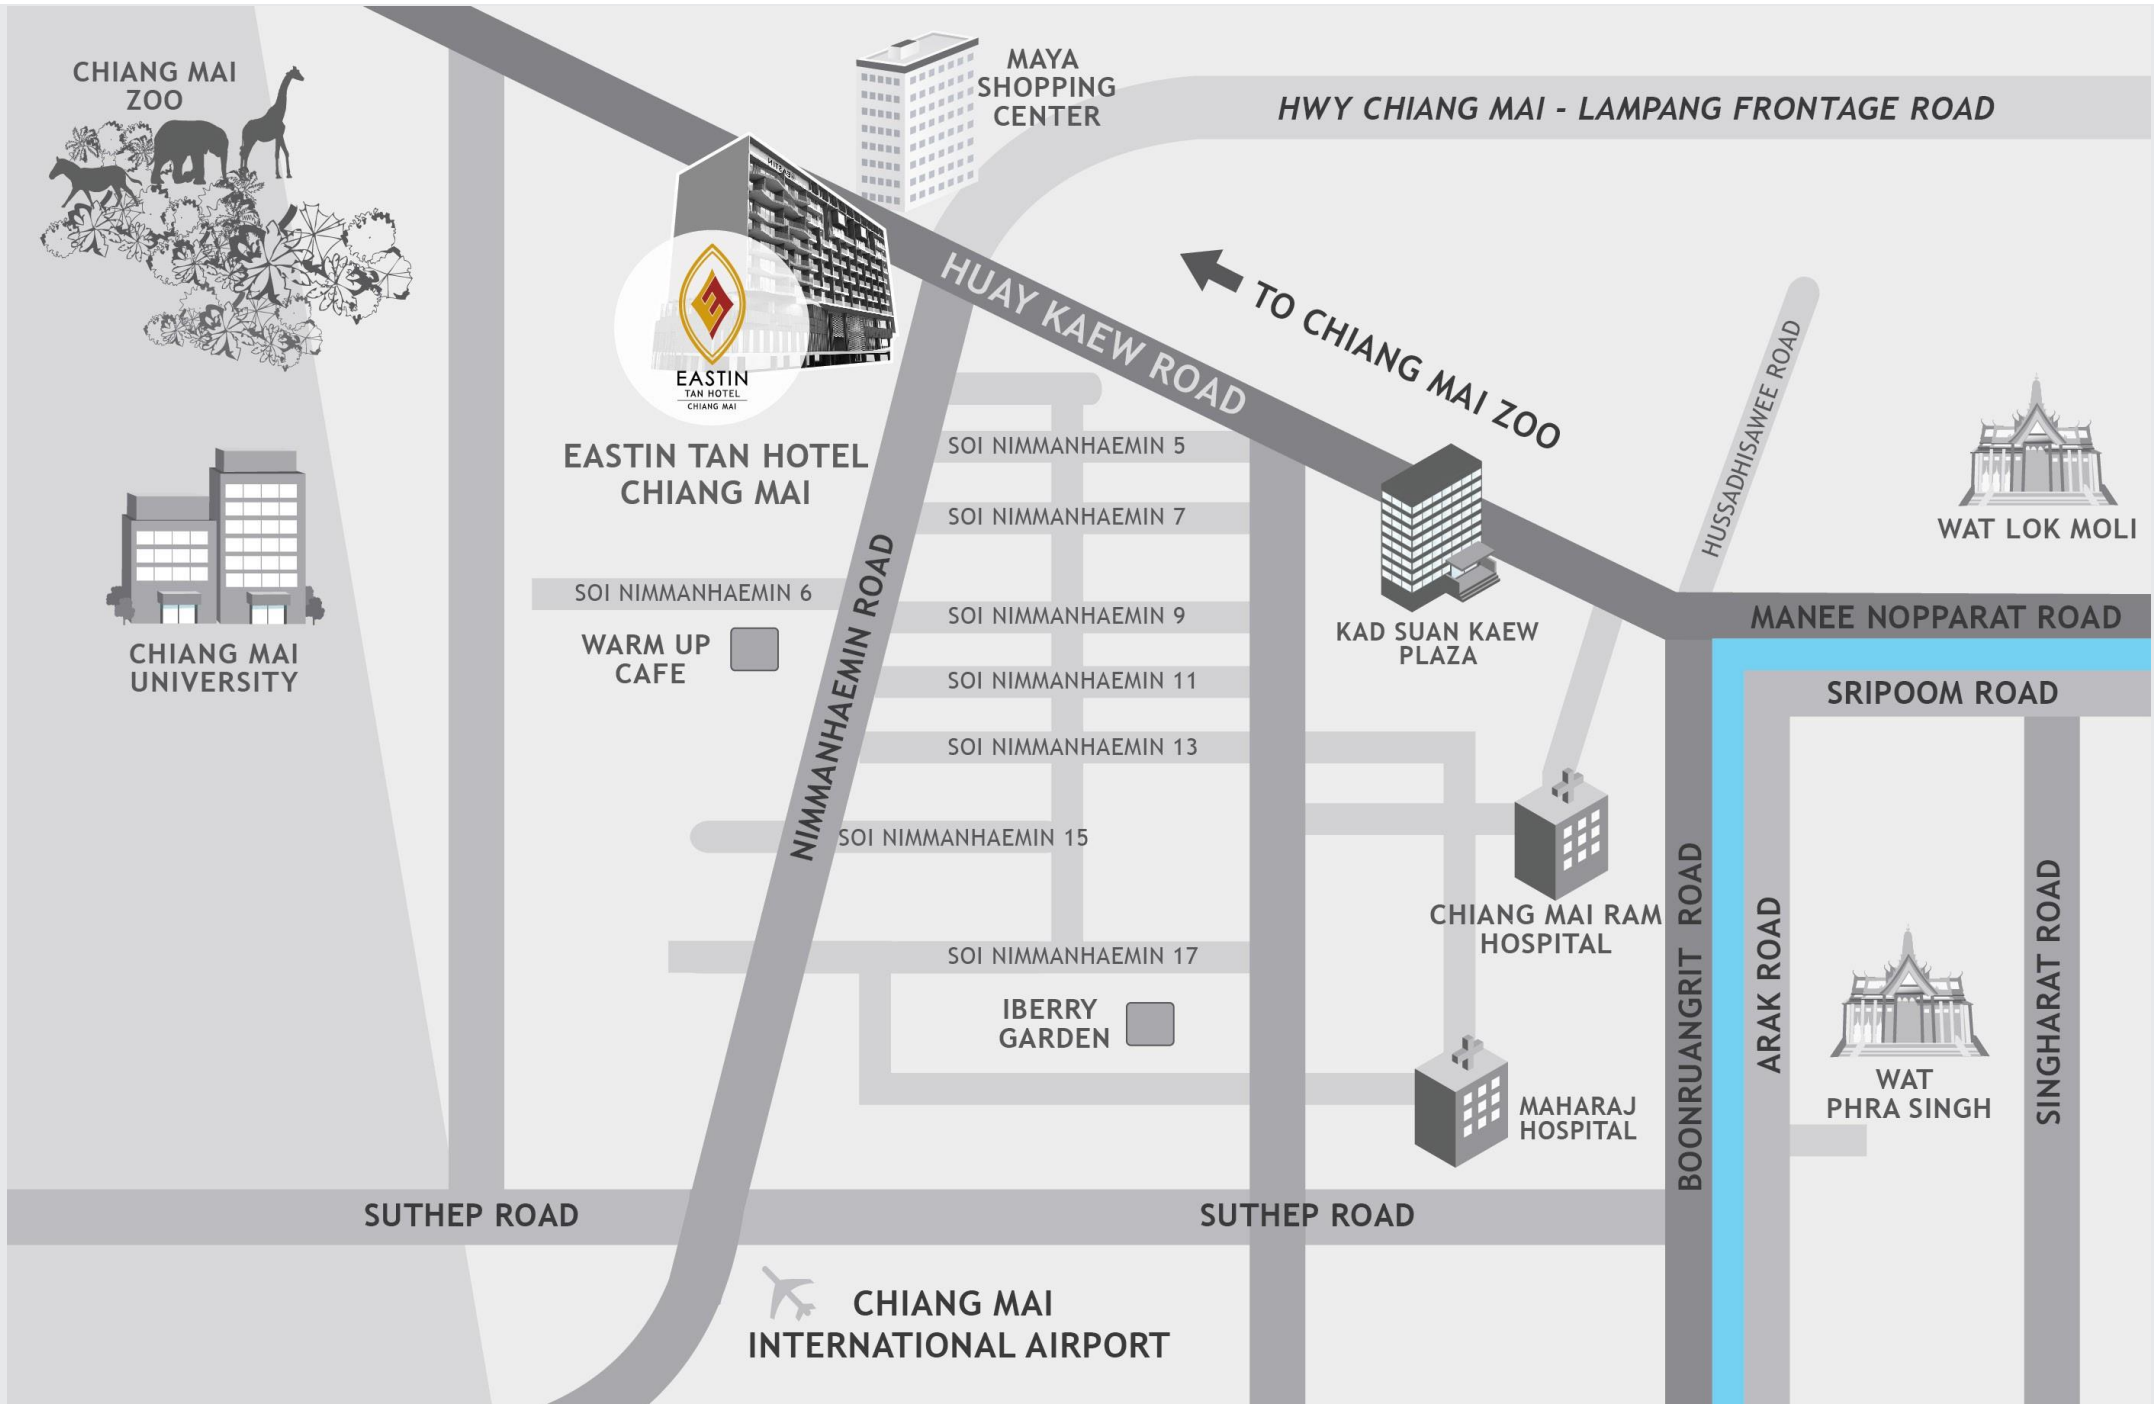 CHIANG MAI
ZOO
MAYA
SHOPPING
CENTER
HWY CHIANG MAI - LAMPANG FRONTAGE ROAD
HUAY KAEW ROAD
TO CHIANG MAI ZOO
HUSSADHISAWEE ROAD
EASTIN
TAN HOTEL
CHIANG MAI
EASTIN TAN HOTEL
CHIANG MAI
SOI NIMMANHAEMIN 5
SOI NIMMANHAEMIN 7
WAT LOK MOLI
NIMMANHAEMIN ROAD
SOI NIMMANHAEMIN 6
SOI NIMMANHAEMIN 9
WARM UP
CAFE
KAD SUAN KAEW
PLAZA
MANEE NOPPARAT ROAD
CHIANG MAI
UNIVERSITY
SOI NIMMANHAEMIN 11
SRIPOOM ROAD
SOI NIMMANHAEMIN 13
SOI NIMMANHAEMIN 15
CHIANG MAI RAM
HOSPITAL
SOI NIMMANHAEMIN 17
IBERRY
GARDEN
BOONRUANGRIT ROAD
ARAK ROAD
SINGHARAT ROAD
WAT
PHRA SINGH
MAHARAJ
HOSPITAL
SUTHEP ROAD
SUTHEP ROAD
CHIANG MAI
INTERNATIONAL AIRPORT